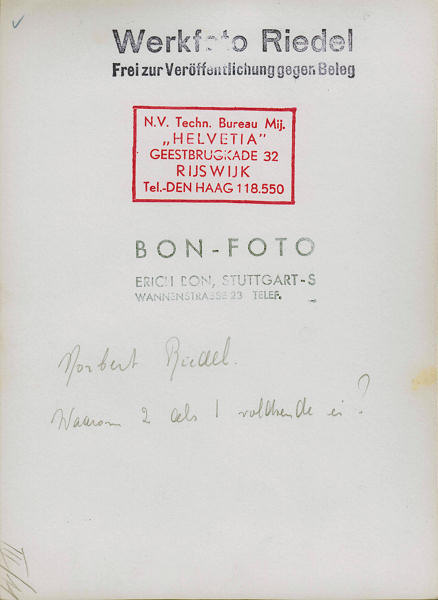 Werkfoto Riedel
Frei zur Veröffentlichung gegen Beleg
N.V. Techn. Bureau Mij.
„HELVETIA”
GEESTBRUGKADE 32
RIJSWIJK
Tel.-DEN HAAG 118.550
BON-FOTO
ERICH BON, STUTTGART-S
WANNENSTRASSE 23 TELEF.
Norbert Riedel.
Waarom 2 als 1 voldoende is?